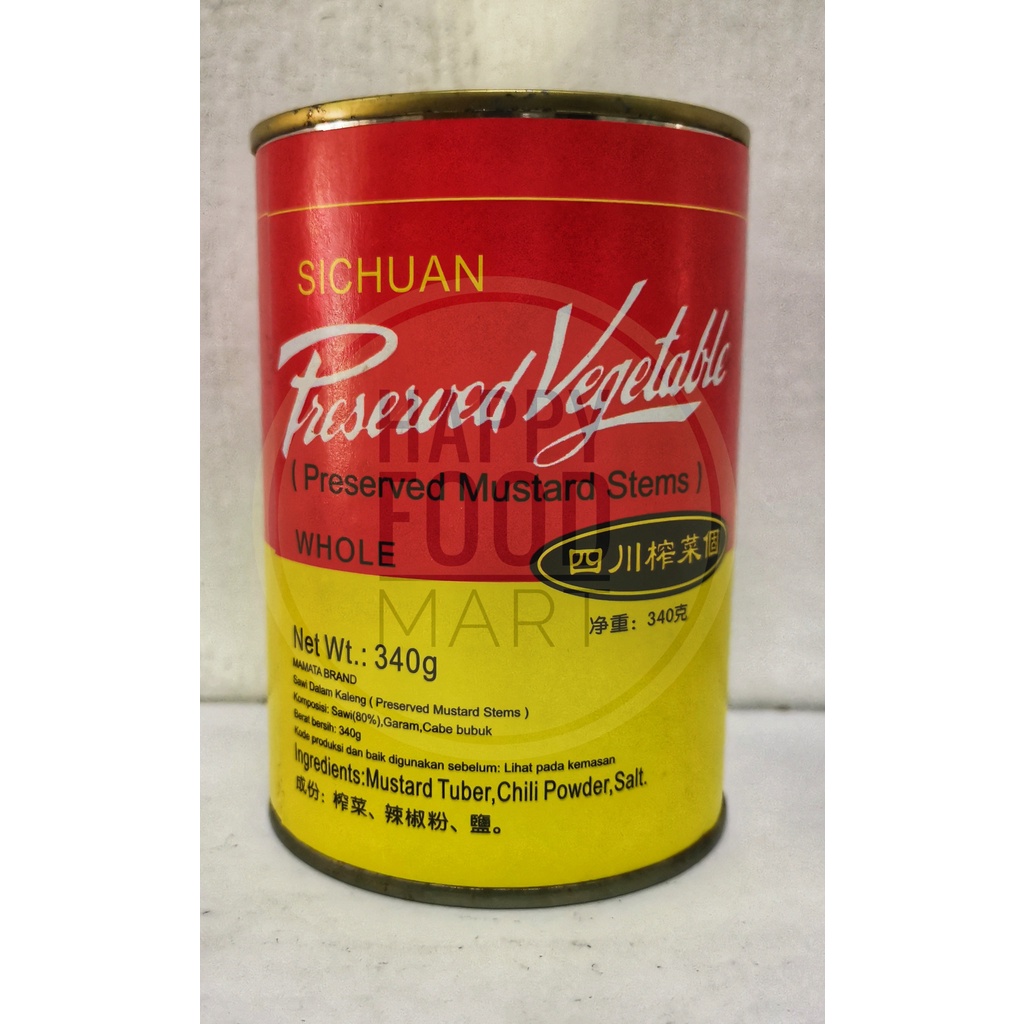 SICHUAN
Preserved Vegetable
( Preserved Mustard Stems )
WHOLE
四川榨菜個
净重：340克
Net Wt.: 340g
MAMATA BRAND
Sawi Dalam Kaleng ( Preserved Mustard Stems )
Komposisi: Sawi(80%),Garam,Cabe bubuk
Berat bersih: 340g
Kode produksi dan baik digunakan sebelum: Lihat pada kemasan
Ingredients:Mustard Tuber,Chili Powder,Salt.
成份：榨菜、辣椒粉、鹽。
HAPPY
FOOD
MART